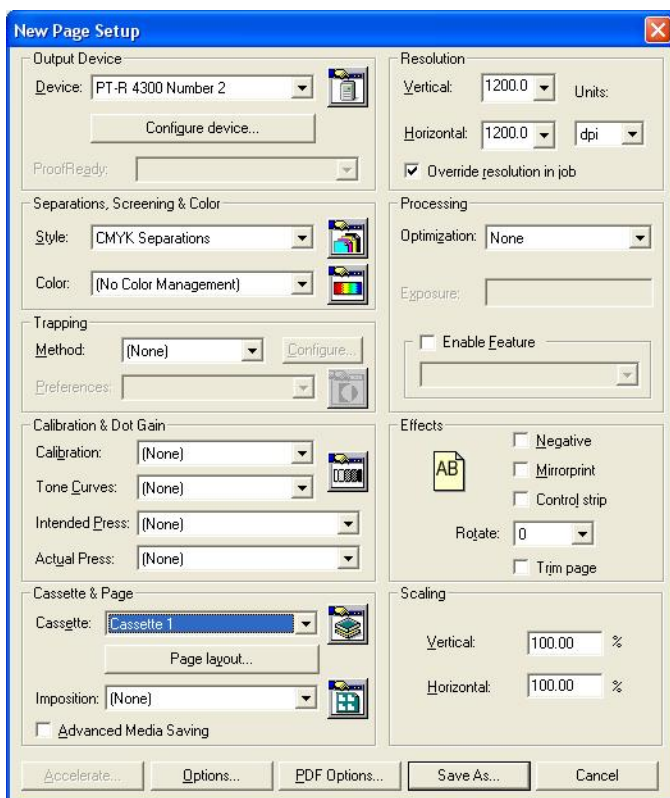 New Page Setup
Output Device
Device: PT-R 4300 Number 2
Configure device...
ProofReady:
Resolution
Vertical: 1200.0 Units:
Horizontal: 1200.0 dpi
Override resolution in job
Separations, Screening & Color
Style: CMYK Separations
Color: (No Color Management)
Processing
Optimization: None
Exposure:
Enable Feature
Trapping
Method: (None) Configure...
Preferences:
Calibration & Dot Gain
Calibration: (None)
Tone Curves: (None)
Intended Press: (None)
Actual Press: (None)
Effects
AB
Negative
Mirrorprint
Control strip
Rotate: 0
Trim page
Cassette & Page
Cassette: Cassette 1
Page layout...
Imposition: (None)
Advanced Media Saving
Scaling
Vertical: 100.00 %
Horizontal: 100.00 %
Accelerate... Options... PDF Options... Save As... Cancel